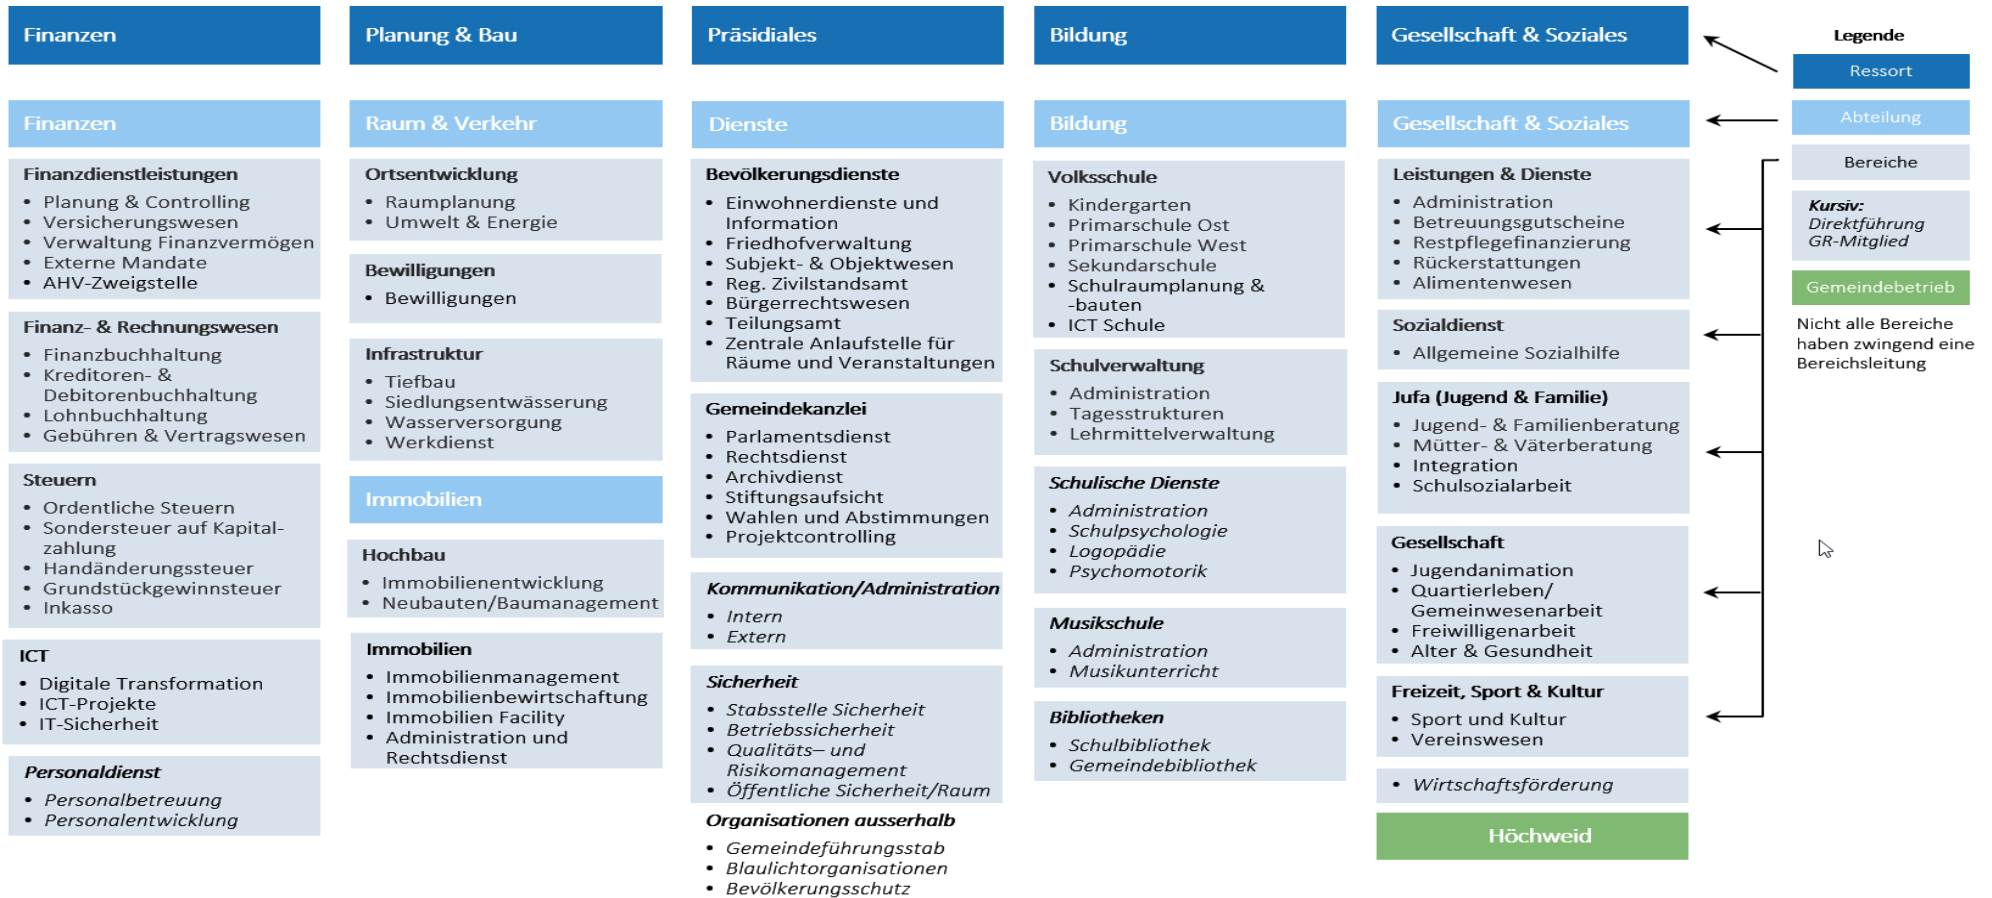 Finanzen
Finanzen
Finanzdienstleistungen
• Planung & Controlling
• Versicherungswesen
• Verwaltung Finanzvermögen
• Externe Mandate
• AHV-Zweigstelle
Finanz- & Rechnungswesen
• Finanzbuchhaltung
• Kreditoren- &
Debitorenbuchhaltung
• Lohnbuchhaltung
• Gebühren & Vertragswesen
Steuern
• Ordentliche Steuern
• Sondersteuer auf Kapital-
zahlung
• Handänderungssteuer
• Grundstückgewinnsteuer
• Inkasso
ICT
• Digitale Transformation
• ICT-Projekte
• IT-Sicherheit
Personaldienst
• Personalbetreuung
• Personalentwicklung
Planung & Bau
Raum & Verkehr
Ortsentwicklung
• Raumplanung
• Umwelt & Energie
Bewilligungen
• Bewilligungen
Infrastruktur
• Tiefbau
• Siedlungsentwässerung
• Wasserversorgung
• Werkdienst
Immobilien
Hochbau
• Immobilienentwicklung
• Neubauten/Baumanagement
Immobilien
• Immobilienmanagement
• Immobilienbewirtschaftung
• Immobilien Facility
• Administration und
Rechtsdienst
Präsidiales
Dienste
Bevölkerungsdienste
• Einwohnerdienste und
Information
• Friedhofverwaltung
• Subjekt- & Objektwesen
• Reg. Zivilstandsamt
• Bürgerrechtswesen
• Teilungsamt
• Zentrale Anlaufstelle für
Räume und Veranstaltungen
Gemeindekanzlei
• Parlamentsdienst
• Rechtsdienst
• Archivdienst
• Stiftungsaufsicht
• Wahlen und Abstimmungen
• Projektcontrolling
Kommunikation/Administration
• Intern
• Extern
Sicherheit
• Stabsstelle Sicherheit
• Betriebssicherheit
• Qualitäts– und
Risikomanagement
• Öffentliche Sicherheit/Raum
Organisationen ausserhalb
• Gemeindeführungsstab
• Blaulichtorganisationen
• Bevölkerungsschutz
Bildung
Bildung
Volksschule
• Kindergarten
• Primarschule Ost
• Primarschule West
• Sekundarschule
• Schulraumplanung &
-bauten
• ICT Schule
Schulverwaltung
• Administration
• Tagesstrukturen
• Lehrmittelverwaltung
Schulische Dienste
• Administration
• Schulpsychologie
• Logopädie
• Psychomotorik
Musikschule
• Administration
• Musikunterricht
Bibliotheken
• Schulbibliothek
• Gemeindebibliothek
Gesellschaft & Soziales
Gesellschaft & Soziales
Leistungen & Dienste
• Administration
• Betreuungsgutscheine
• Restpflegefinanzierung
• Rückerstattungen
• Alimentenwesen
Sozialdienst
• Allgemeine Sozialhilfe
Jufa (Jugend & Familie)
• Jugend- & Familienberatung
• Mütter- & Väterberatung
• Integration
• Schulsozialarbeit
Gesellschaft
• Jugendanimation
• Quartierleben/
Gemeinwesenarbeit
• Freiwilligenarbeit
• Alter & Gesundheit
Freizeit, Sport & Kultur
• Sport und Kultur
• Vereinswesen
• Wirtschaftsförderung
Höchweid
Legende
Ressort
Abteilung
Bereiche
Kursiv:
Direktführung
GR-Mitglied
Gemeindebetrieb
Nicht alle Bereiche
haben zwingend eine
Bereichsleitung